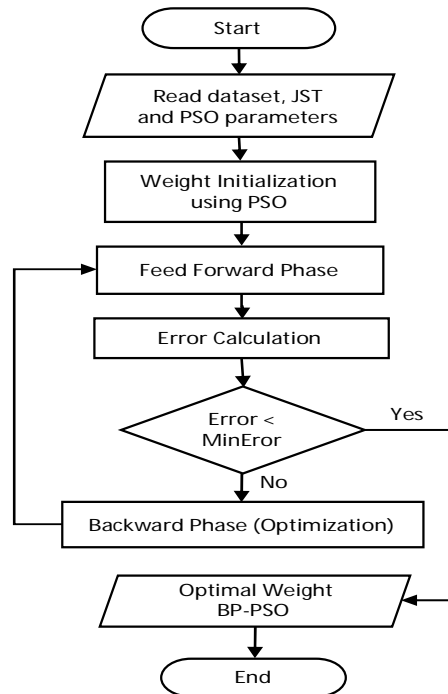 Start
Read dataset, JST
and PSO parameters
Weight Initialization
using PSO
Feed Forward Phase
Error Calculation
Error <
MinEror
Yes
No
Backward Phase (Optimization)
Optimal Weight
BP-PSO
End